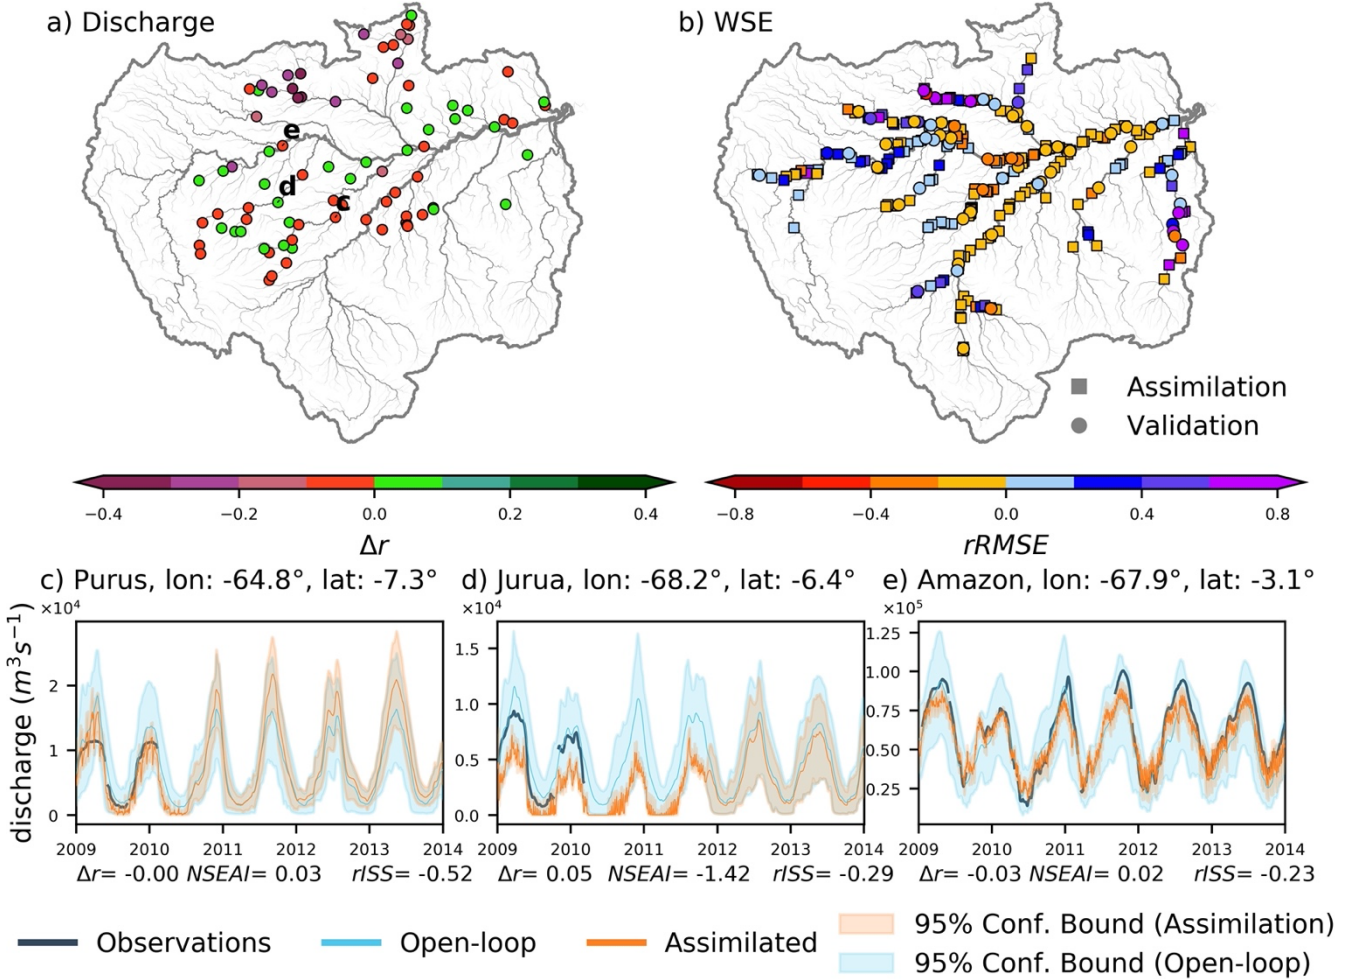 a) Discharge
b) WSE
e
d
c
Assimilation
Validation
−0.4 −0.2 0.0 0.2 0.4
Δr
−0.8 −0.4 0.0 0.4 0.8
rRMSE
c) Purus, lon: -64.8°, lat: -7.3°
d) Jurua, lon: -68.2°, lat: -6.4°
e) Amazon, lon: -67.9°, lat: -3.1°
discharge (m³s⁻¹)
×10⁴
2
1
0
2009 2010 2011 2012 2013 2014
Δr= -0.00 NSEAI= 0.03 rISS= -0.52
×10⁴
1.5
1.0
0.5
0.0
2009 2010 2011 2012 2013 2014
Δr= 0.05 NSEAI= -1.42 rISS= -0.29
×10⁵
1.25
1.00
0.75
0.50
0.25
2009 2010 2011 2012 2013 2014
Δr= -0.03 NSEAI= 0.02 rISS= -0.23
Observations
Open-loop
Assimilated
95% Conf. Bound (Assimilation)
95% Conf. Bound (Open-loop)